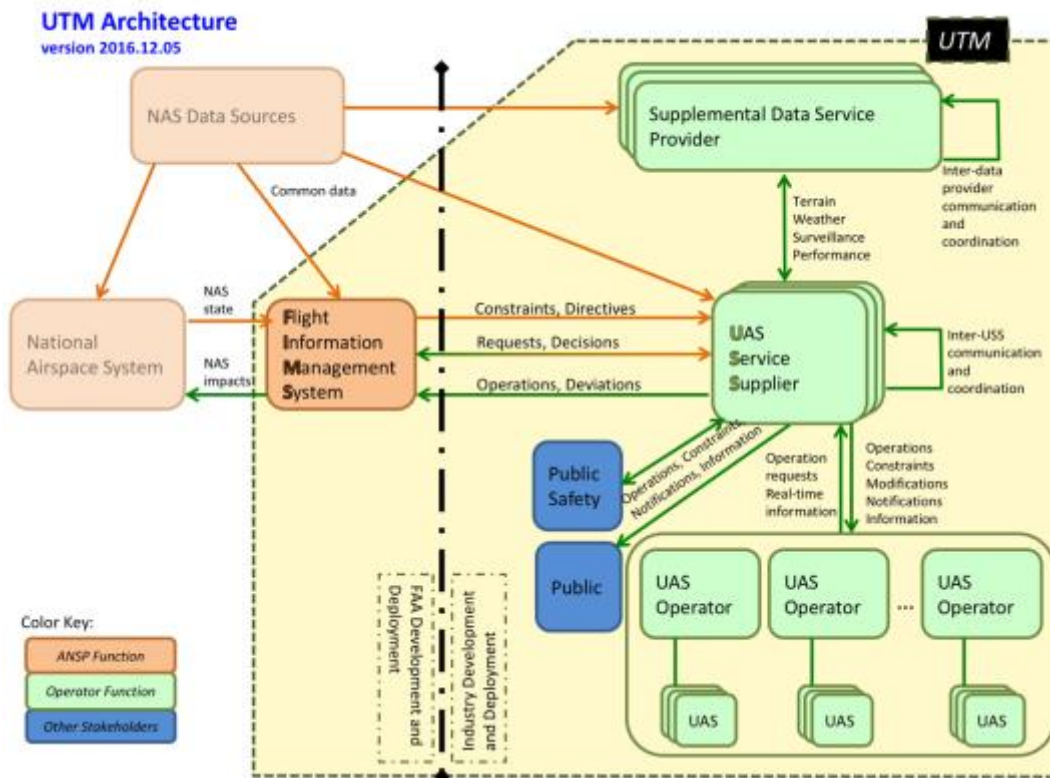 UTM Architecture
version 2016.12.05
UTM
NAS Data Sources
Supplemental Data Service
Provider
Inter-data
provider
communication
and
coordination
Common data
Terrain
Weather
Surveillance
Performance
NAS
state
National
Airspace System
NAS
impacts
Flight
Information
Management
System
Constraints, Directives
Requests, Decisions
Operations, Deviations
UAS
Service
Supplier
Inter-USS
communication
and
coordination
Public
Safety
Operations, Constraints,
Notifications, Information
Operation
requests
Real-time
information
Operations
Constraints
Modifications
Notifications
Information
Public
UAS
Operator
UAS
Operator
...
UAS
Operator
UAS
UAS
UAS
FAA Development and
Deployment
Industry Development
and Deployment
Color Key:
ANSP Function
Operator Function
Other Stakeholders